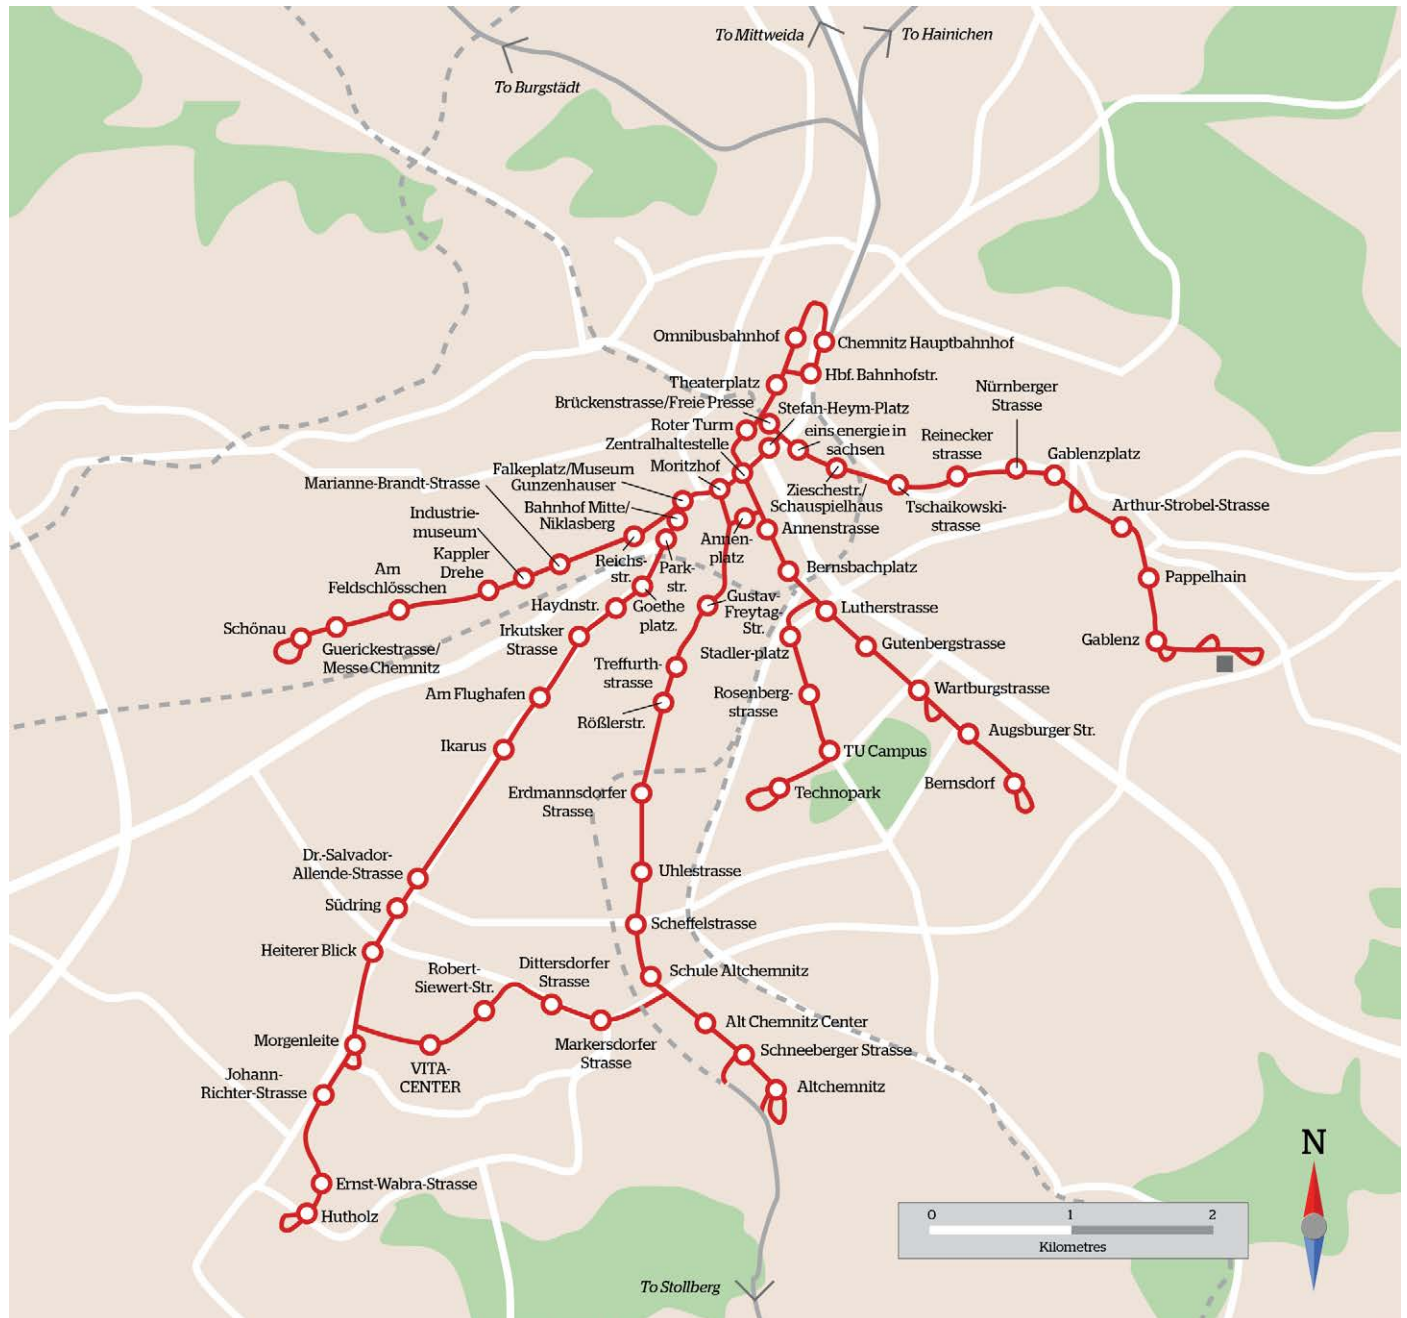 To Mittweida
To Hainichen
To Burgstädt
Omnibusbahnhof
Chemnitz Hauptbahnhof
Theaterplatz
Hbf. Bahnhofstr.
Brückenstrasse/Freie Presse
Stefan-Heym-Platz
Nürnberger
Strasse
Roter Turm
eins energie in
sachsen
Reinecker
strasse
Zentralhaltestelle
Gablenzplatz
Falkeplatz/Museum
Gunzenhauser
Moritzhof
Marianne-Brandt-Strasse
Zieschestr./
Schauspielhaus
Tschaikowski-
strasse
Arthur-Strobel-Strasse
Bahnhof Mitte/
Niklasberg
Industrie-
museum
Annen-
platz
Annenstrasse
Kappler
Drehe
Reichs-
str.
Park-
str.
Bernsbachplatz
Pappelhain
Am
Feldschlösschen
Haydnstr.
Goethe
platz.
Gustav-
Freytag-
Str.
Lutherstrasse
Schönau
Guerickestrasse/
Messe Chemnitz
Irkutsker
Strasse
Stadler-platz
Gutenbergstrasse
Gablenz
Treffurth-
strasse
Am Flughafen
Rosenberg-
strasse
Wartburgstrasse
Rößlerstr.
Augsburger Str.
Ikarus
TU Campus
Erdmannsdorfer
Strasse
Technopark
Bernsdorf
Dr.-Salvador-
Allende-Strasse
Uhlestrasse
Südring
Scheffelstrasse
Heiterer Blick
Robert-
Siewert-Str.
Dittersdorfer
Strasse
Schule Altchemnitz
Alt Chemnitz Center
Morgenleite
Markersdorfer
Strasse
Schneeberger Strasse
VITA-
CENTER
Johann-
Richter-Strasse
Altchemnitz
Ernst-Wabra-Strasse
Hutholz
N
0 1 2
Kilometres
To Stollberg